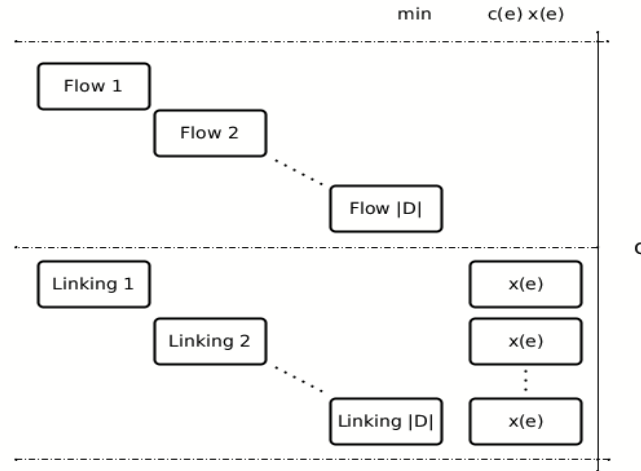 min c(e) x(e)
Flow 1
Flow 2
Flow |D|
Linking 1 x(e)
Linking 2 x(e)
Linking |D| x(e)